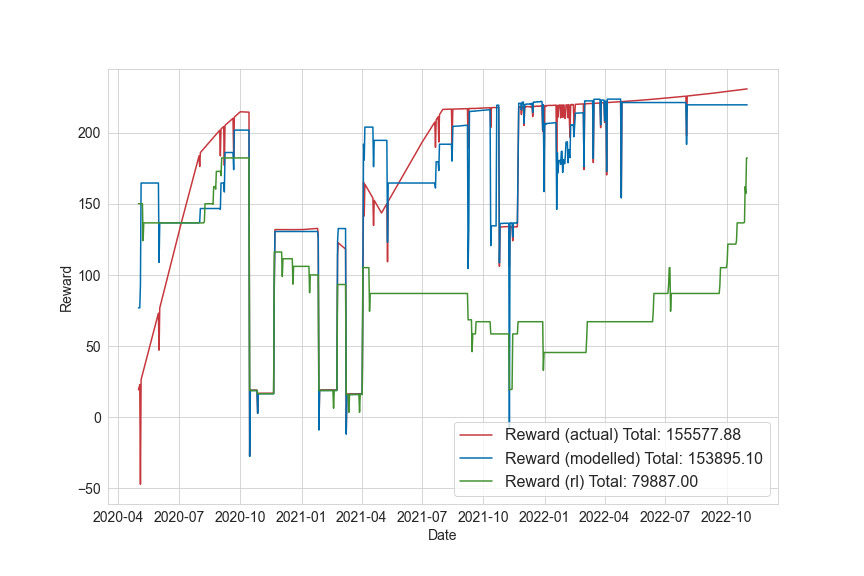 Reward
200
150
100
50
0
−50
2020-04 2020-07 2020-10 2021-01 2021-04 2021-07 2021-10 2022-01 2022-04 2022-07 2022-10
Date
Reward (actual) Total: 155577.88
Reward (modelled) Total: 153895.10
Reward (rl) Total: 79887.00